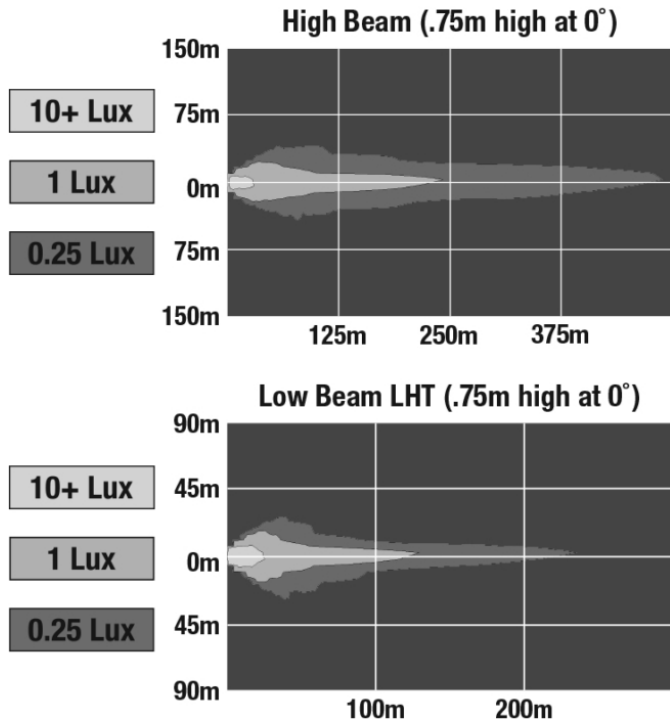 High Beam (.75m high at 0˚)
150m
75m
0m
75m
150m
125m 250m 375m
10+ Lux
1 Lux
0.25 Lux
Low Beam LHT (.75m high at 0˚)
90m
45m
0m
45m
90m
100m 200m
10+ Lux
1 Lux
0.25 Lux